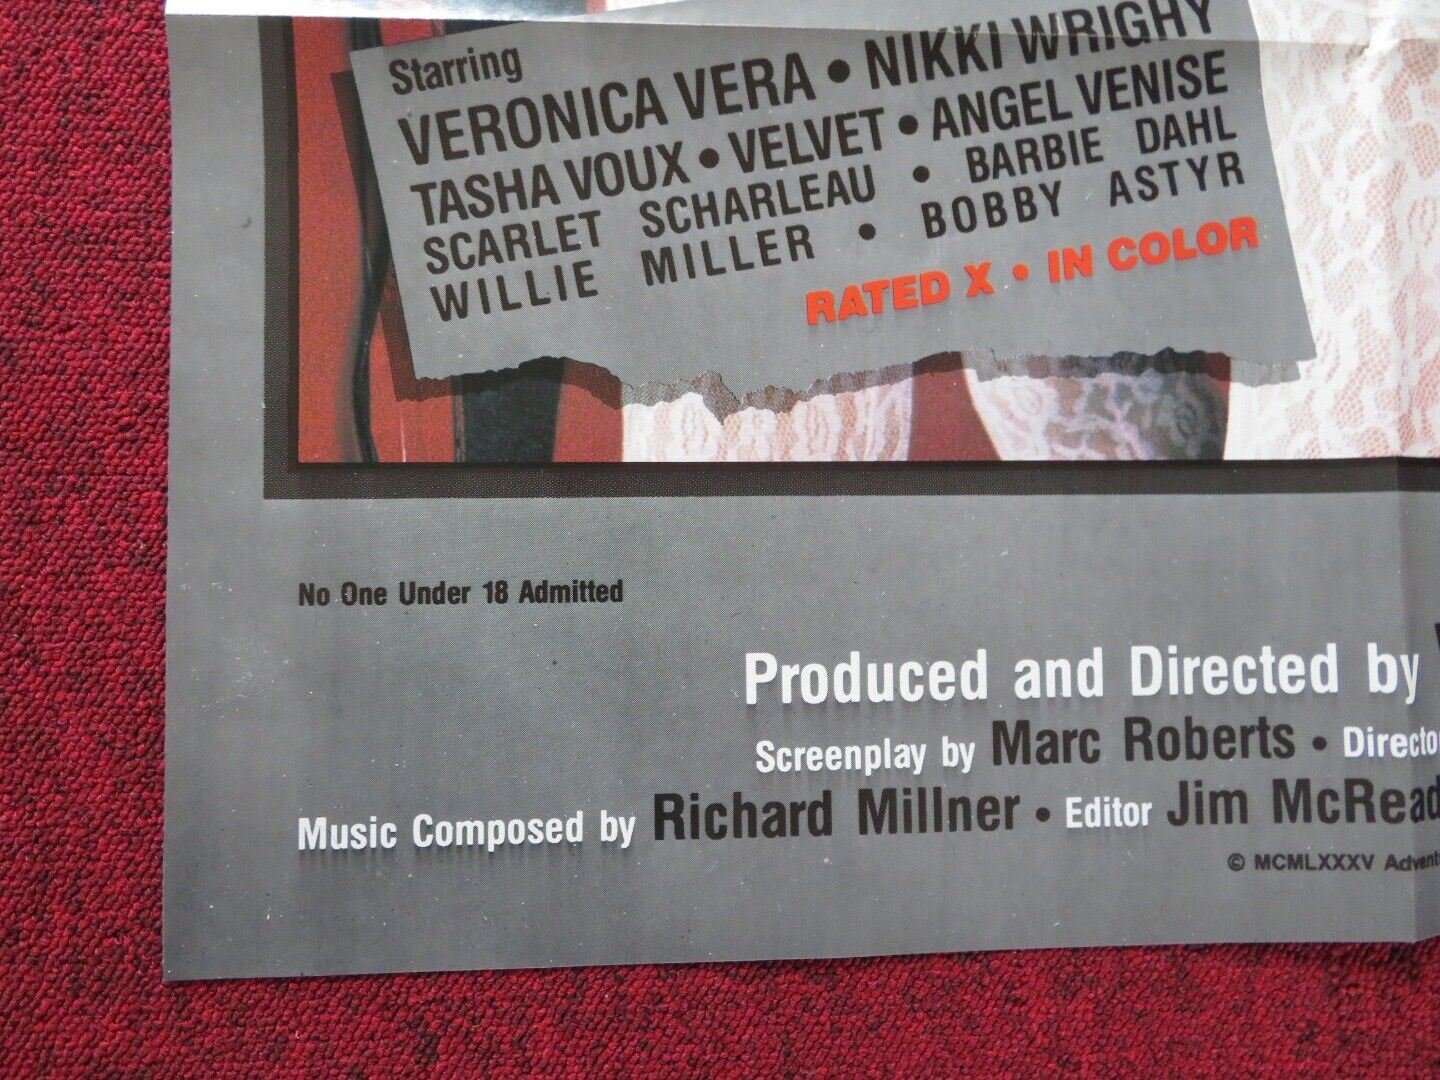 Starring
VERONICA VERA • NIKKI WRIGHY
TASHA VOUX • VELVET • ANGEL VENISE
SCARLET SCHARLEAU • BARBIE DAHL
WILLIE MILLER • BOBBY ASTYR
RATED X • IN COLOR
No One Under 18 Admitted
Produced and Directed by
Screenplay by Marc Roberts •
Music Composed by Richard Millner • Editor Jim
© MCMLXXXV